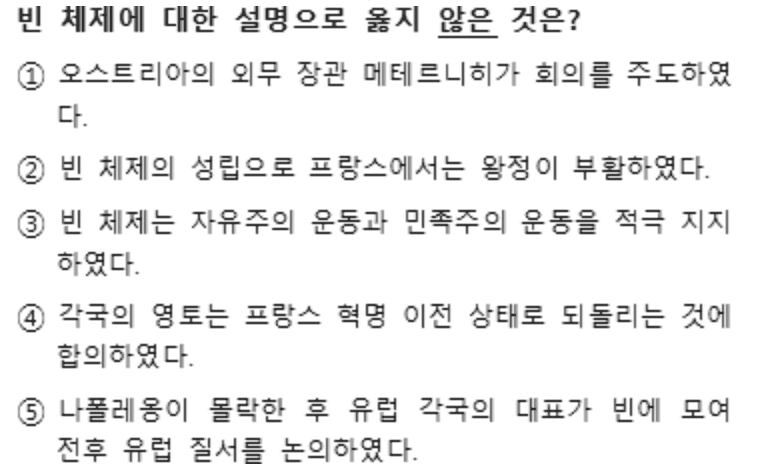 빈 체제에 대한 설명으로 옳지 않은 것은?
① 오스트리아의 외무 장관 메테르니히가 회의를 주도하였
다.
② 빈 체제의 성립으로 프랑스에서는 왕정이 부활하였다.
③ 빈 체제는 자유주의 운동과 민족주의 운동을 적극 지지
하였다.
④ 각국의 영토는 프랑스 혁명 이전 상태로 되돌리는 것에
합의하였다.
⑤ 나폴레옹이 몰락한 후 유럽 각국의 대표가 빈에 모여
전후 유럽 질서를 논의하였다.